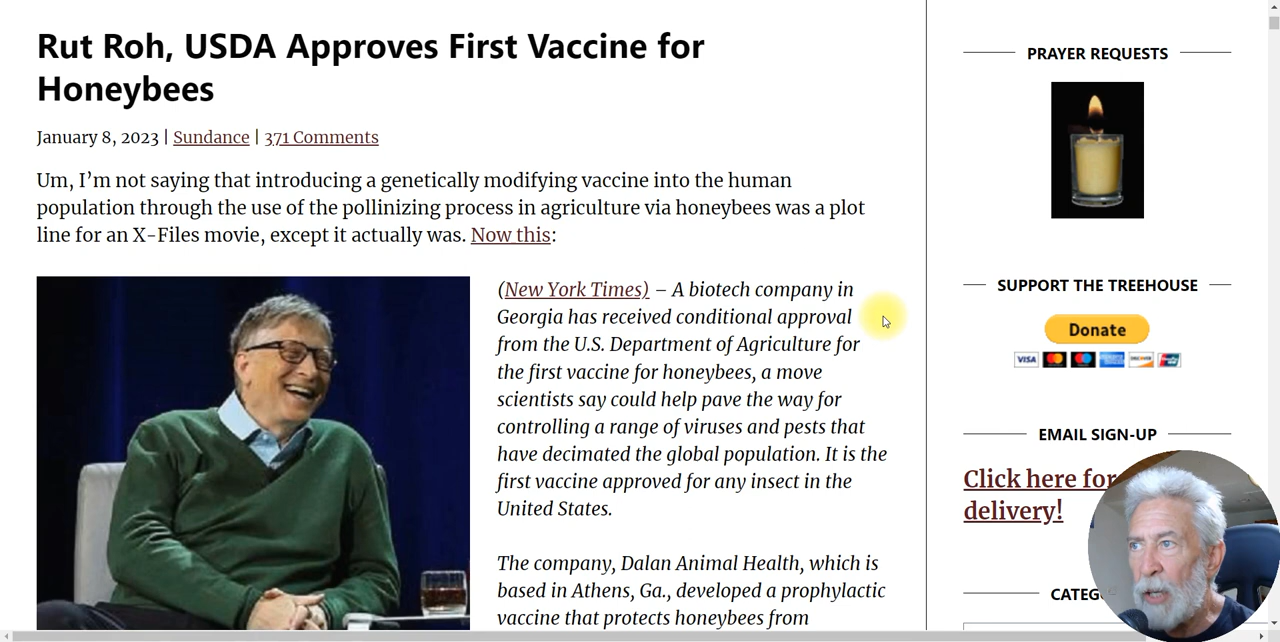 Rut Roh, USDA Approves First Vaccine for
Honeybees
January 8, 2023 | Sundance | 371 Comments
Um, I’m not saying that introducing a genetically modifying vaccine into the human
population through the use of the pollinizing process in agriculture via honeybees was a plot
line for an X-Files movie, except it actually was. Now this:
(New York Times) – A biotech company in
Georgia has received conditional approval
from the U.S. Department of Agriculture for
the first vaccine for honeybees, a move
scientists say could help pave the way for
controlling a range of viruses and pests that
have decimated the global population. It is the
first vaccine approved for any insect in the
United States.
The company, Dalan Animal Health, which is
based in Athens, Ga., developed a prophylactic
vaccine that protects honeybees from
PRAYER REQUESTS
SUPPORT THE TREEHOUSE
Donate
VISA
DISCOVER
EMAIL SIGN-UP
Click here for
delivery!